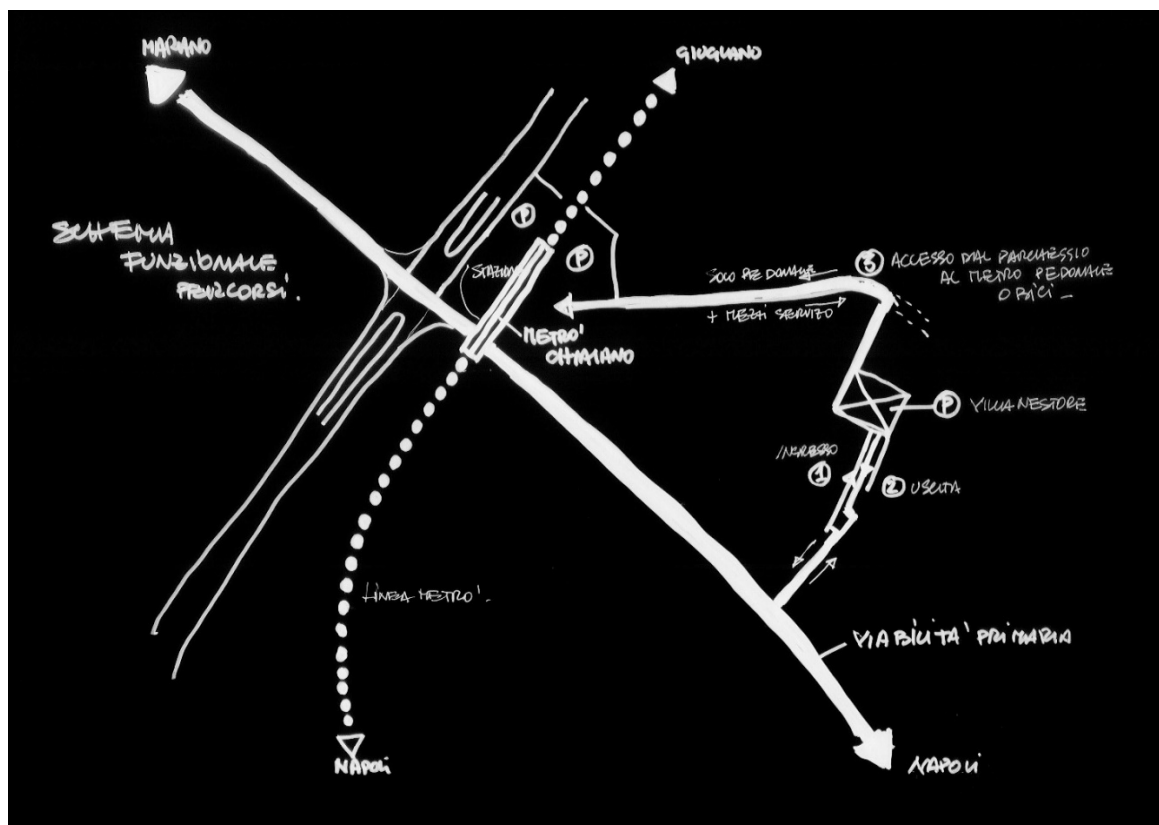 MARANO
GIUGLIANO
SCHEMA
FUNZIONALE
PERCORSI.
P
STAZIONE
P
METRO'
CHIAIANO
SOLO PEDONALE
+ MEZZI SERVIZO
3 ACCESSO DAL PARCHEGGIO
AL METRO PEDONALE
O BICI –
P VILLA NESTORE
INGRESSO
1
2 USCITA
LINEA METRO'.
VIABILITA' PRIMARIA
NAPOLI
NAPOLI